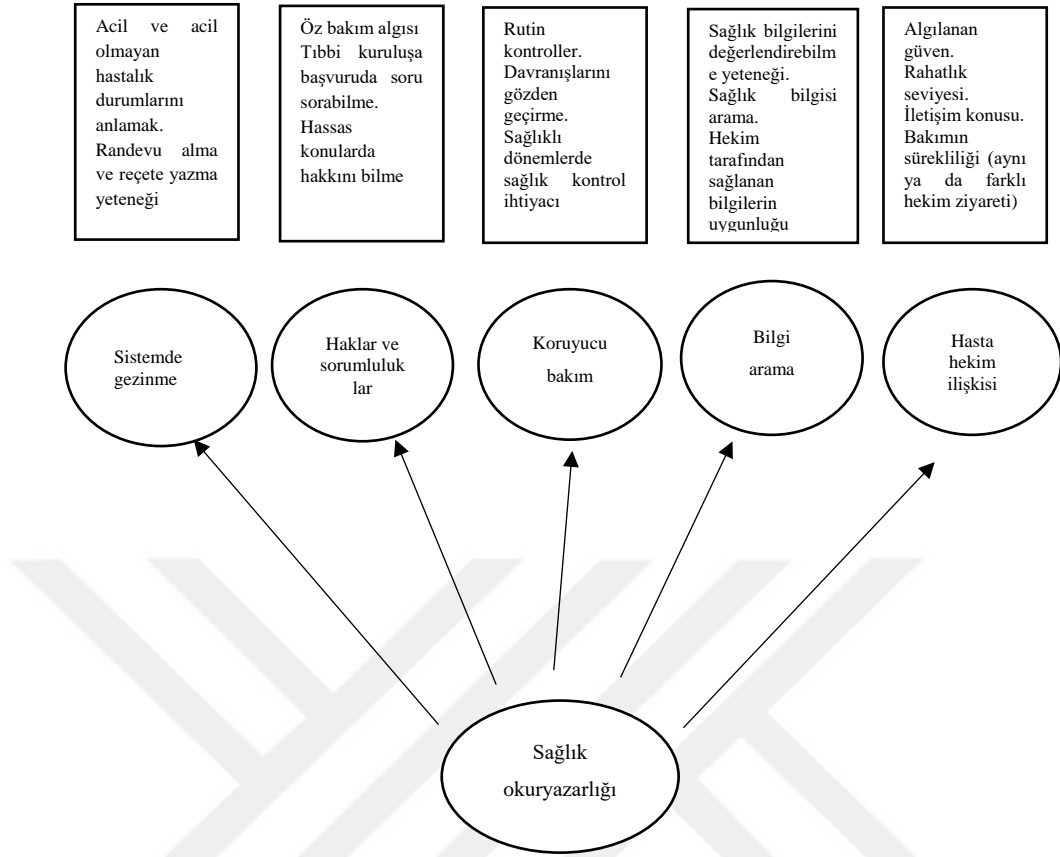 Acil ve acil
olmayan
hastalık
durumlarını
anlamak.
Randevu alma
ve reçete yazma
yeteneği
Öz bakım algısı
Tıbbi kuruluşa
başvuruda soru
sorabilme.
Hassas
konularda
hakkını bilme
Rutin
kontroller.
Davranışlarını
gözden
geçirme.
Sağlıklı
dönemlerde
sağlık kontrol
ihtiyacı
Sağlık bilgilerini
değerlendirebilm
e yeteneği.
Sağlık bilgisi
arama.
Hekim
tarafından
sağlanan
bilgilerin
uygunluğu
Algılanan
güven.
Rahatlık
seviyesi.
İletişim konusu.
Bakımın
sürekliliği (aynı
ya da farklı
hekim ziyareti)
Sistemde
gezinme
Haklar ve
sorumluluk
lar
Koruyucu
bakım
Bilgi
arama
Hasta
hekim
ilişkisi
Sağlık
okuryazarlığı